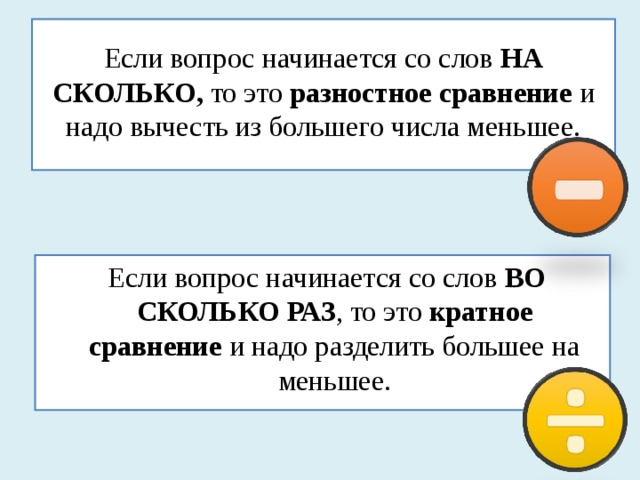 Если вопрос начинается со слов НА
СКОЛЬКО, то это разностное сравнение и
надо вычесть из большего числа меньшее.
Если вопрос начинается со слов ВО
СКОЛЬКО РАЗ, то это кратное
сравнение и надо разделить большее на
меньшее.